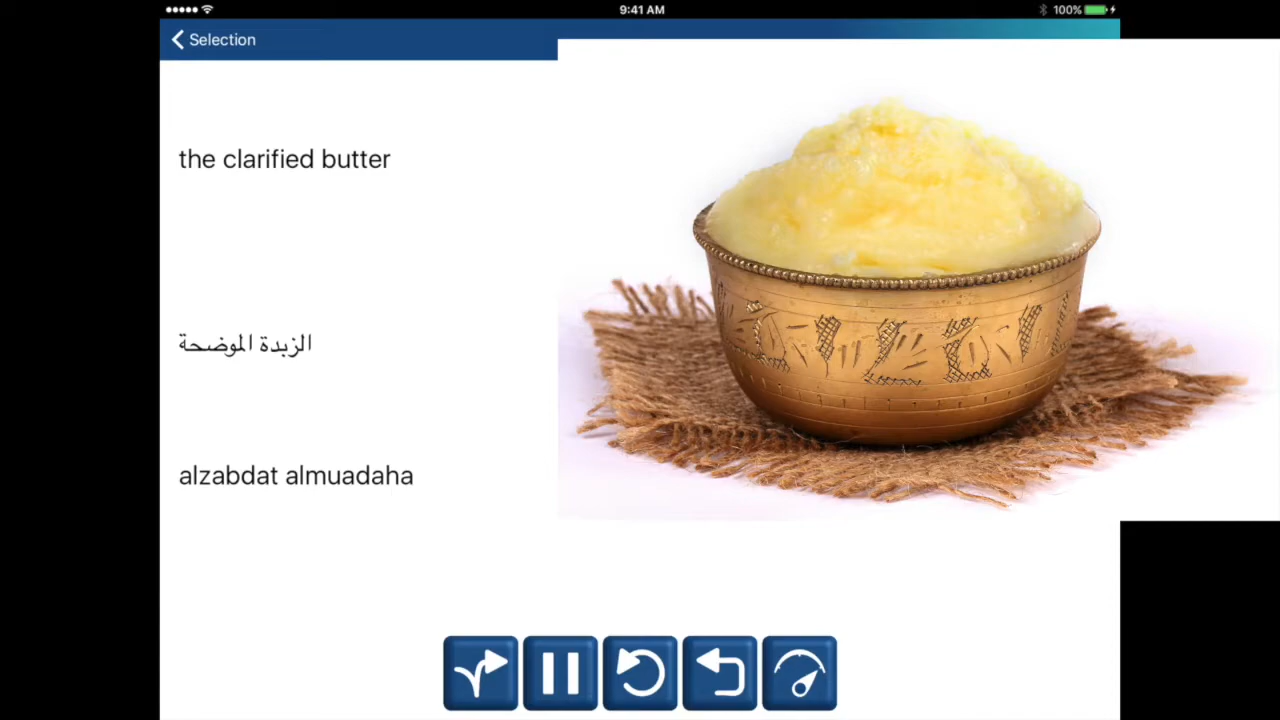 9:41 AM
100%
Selection
the clarified butter
الزبدة الموضحة
alzabdat almuadaha